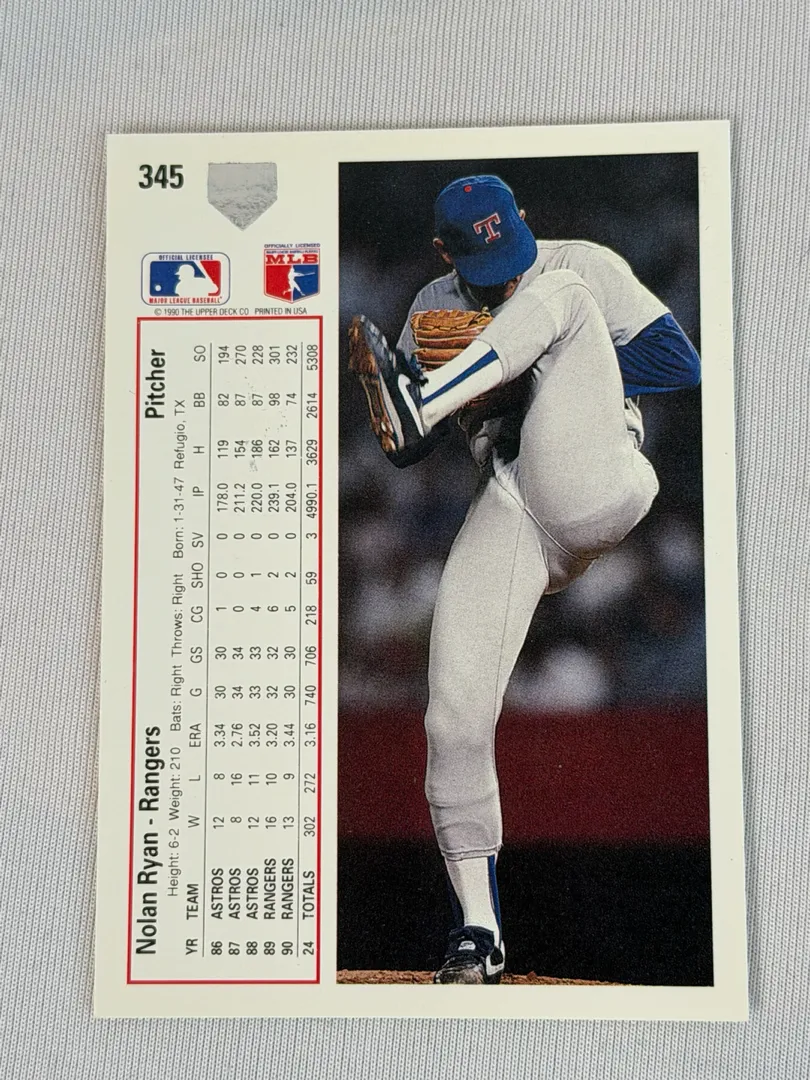 345
OFFICIAL LICENSEE
MAJOR LEAGUE BASEBALL
OFFICIALLY LICENSED
MLB
© 1990 THE UPPER DECK CO. PRINTED IN USA
T
Nolan Ryan - Rangers Pitcher
Height: 6-2 Weight: 210 Bats: Right Throws: Right Born: 1-31-47 Refugio, TX
YR TEAM W L ERA G GS CG SHO SV IP H BB SO
86 ASTROS 12 8 3.34 30 30 1 0 0 178.0 119 82 194
87 ASTROS 8 16 2.76 34 34 0 0 0 211.2 154 87 270
88 ASTROS 12 11 3.52 33 33 4 1 0 220.0 186 87 228
89 RANGERS 16 10 3.20 32 32 6 2 0 239.1 162 98 301
90 RANGERS 13 9 3.44 30 30 5 2 0 204.0 137 74 232
24 TOTALS 302 272 3.16 740 706 218 59 3 4990.1 3629 2614 5308